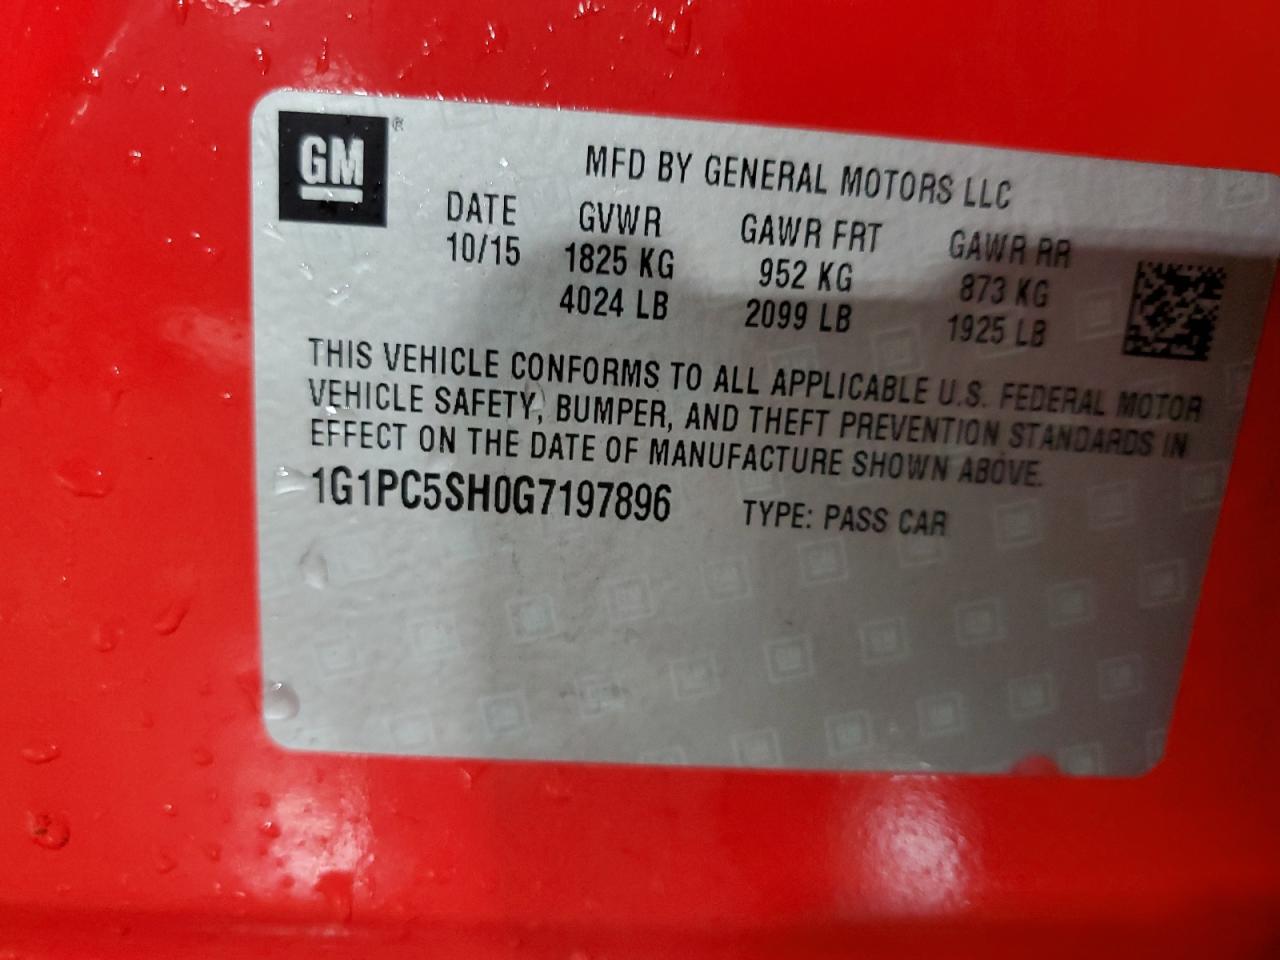 GM ®
MFD BY GENERAL MOTORS LLC
DATE GVWR GAWR FRT GAWR RR
10/15 1825 KG 952 KG 873 KG
4024 LB 2099 LB 1925 LB
THIS VEHICLE CONFORMS TO ALL APPLICABLE U.S. FEDERAL MOTOR
VEHICLE SAFETY, BUMPER, AND THEFT PREVENTION STANDARDS IN
EFFECT ON THE DATE OF MANUFACTURE SHOWN ABOVE.
1G1PC5SH0G7197896 TYPE: PASS CAR